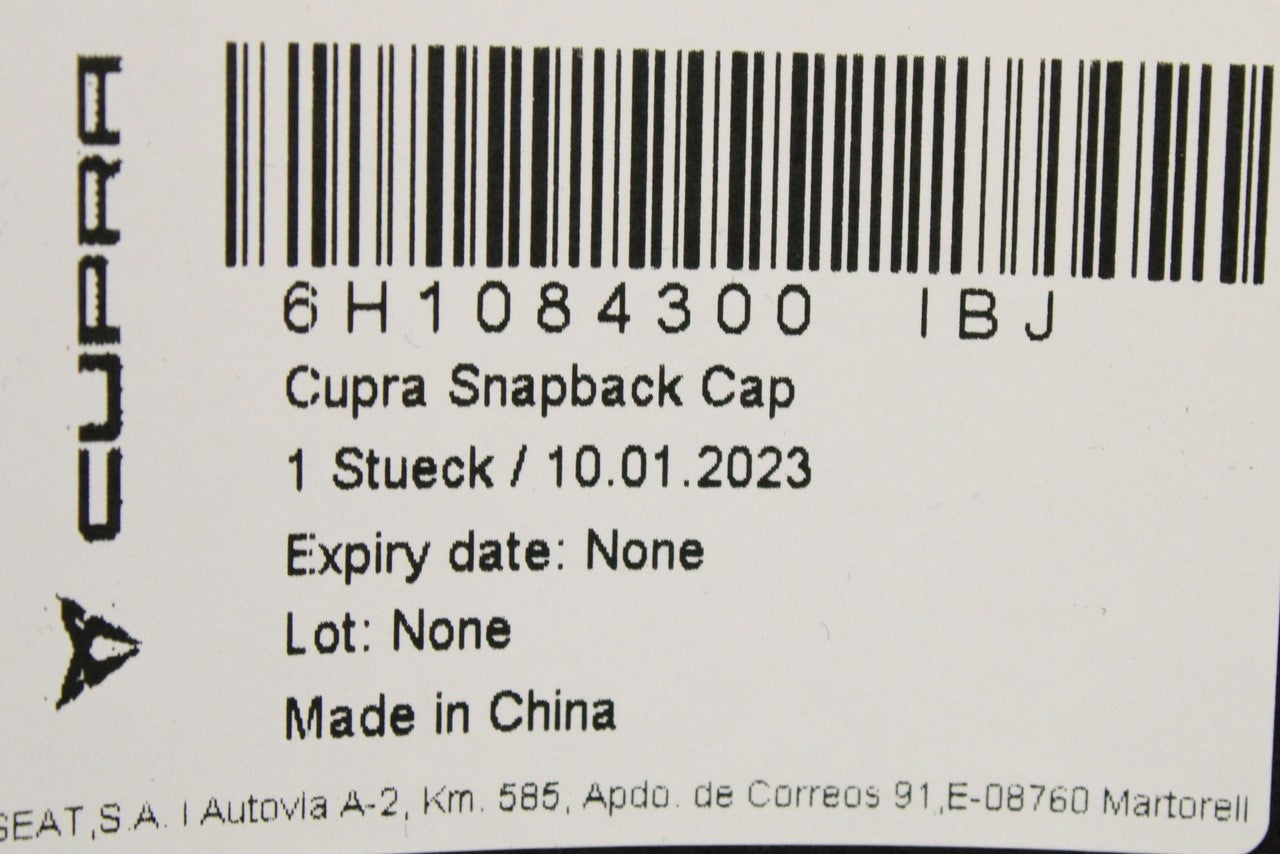 CUPRA
6H1084300 IBJ
Cupra Snapback Cap
1 Stueck / 10.01.2023
Expiry date: None
Lot: None
Made in China
SEAT,S.A. | Autovia A-2, Km. 585, Apdo. de Correos 91,E-08760 Martorell